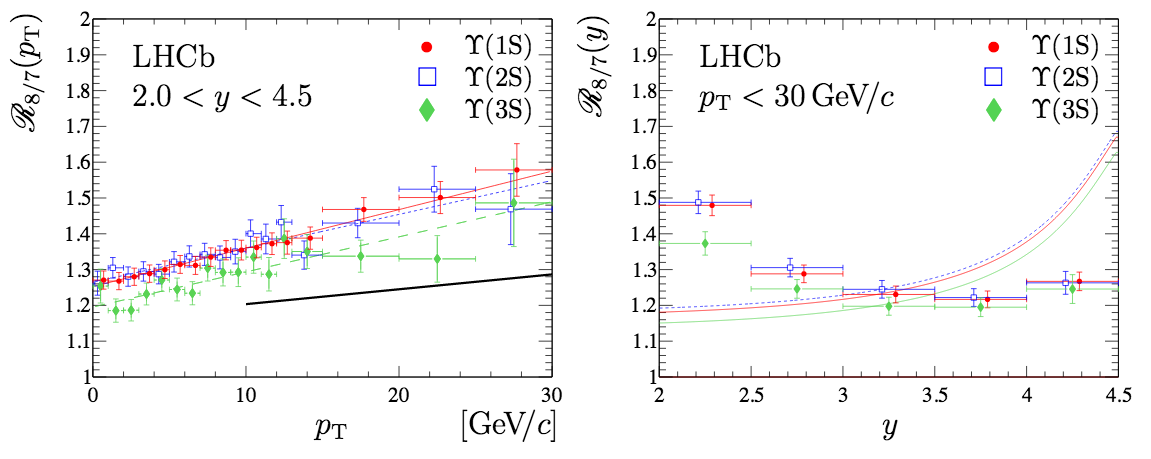 ℛ8/7(pT)
2
1.9
1.8
1.7
1.6
1.5
1.4
1.3
1.2
1.1
1
LHCb
2.0 < y < 4.5
ϒ(1S)
ϒ(2S)
ϒ(3S)
0 10 20 30
pT [GeV/c]
ℛ8/7(y)
2
1.9
1.8
1.7
1.6
1.5
1.4
1.3
1.2
1.1
1
LHCb
pT < 30 GeV/c
ϒ(1S)
ϒ(2S)
ϒ(3S)
2 2.5 3 3.5 4 4.5
y